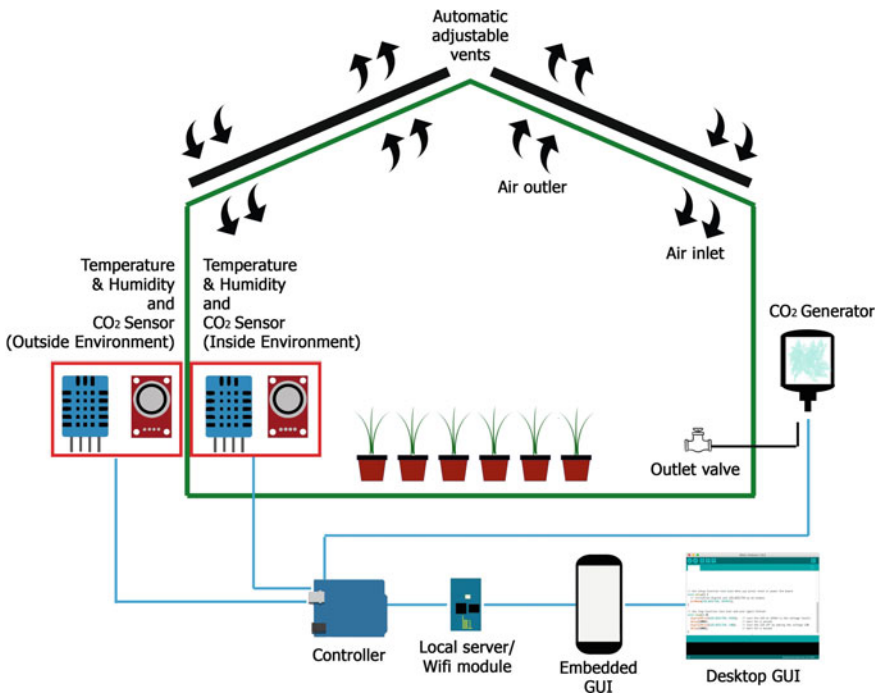 Automatic
adjustable
vents
Air outler
Air inlet
Temperature
& Humidity
and
CO₂ Sensor
(Outside Environment)
Temperature
& Humidity
and
CO₂ Sensor
(Inside Environment)
CO₂ Generator
Outlet valve
Controller
Local server/
Wifi module
Embedded
GUI
Desktop GUI